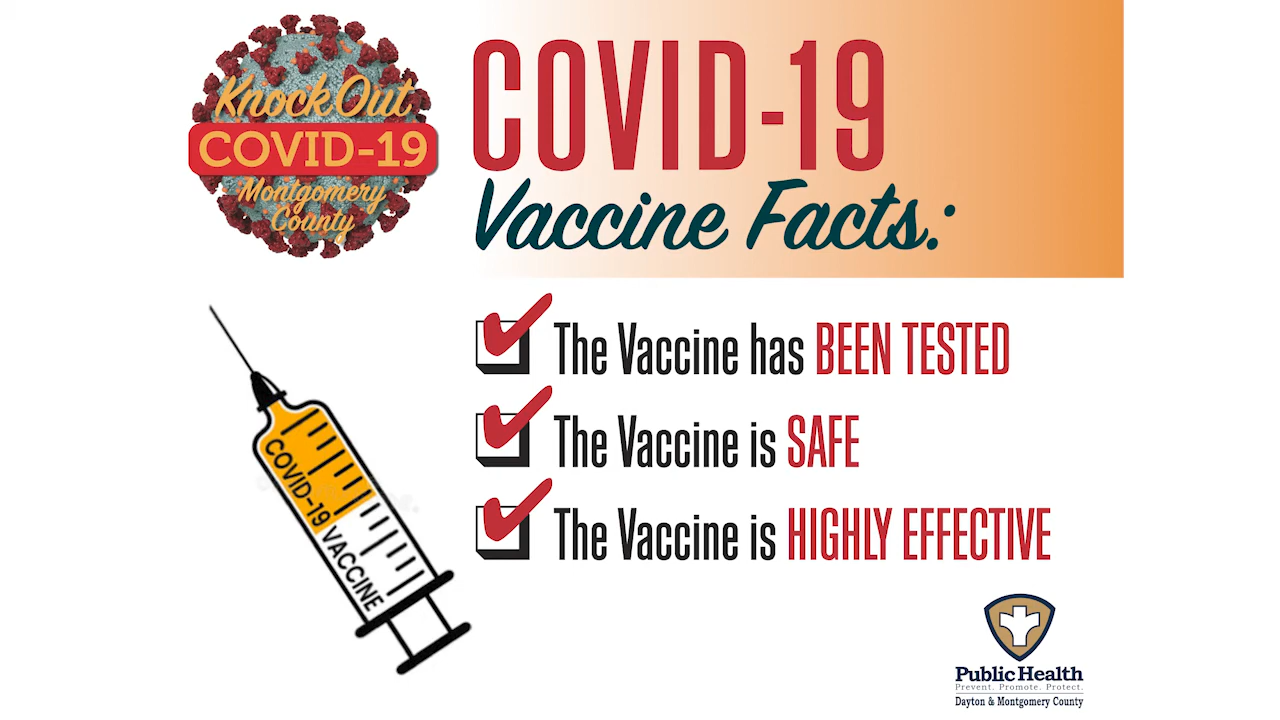 Knock Out
COVID-19
Montgomery
County
COVID-19
Vaccine Facts:
The Vaccine has BEEN TESTED
The Vaccine is SAFE
The Vaccine is HIGHLY EFFECTIVE
COVID-19 VACCINE
Public Health
Prevent. Promote. Protect.
Dayton & Montgomery County